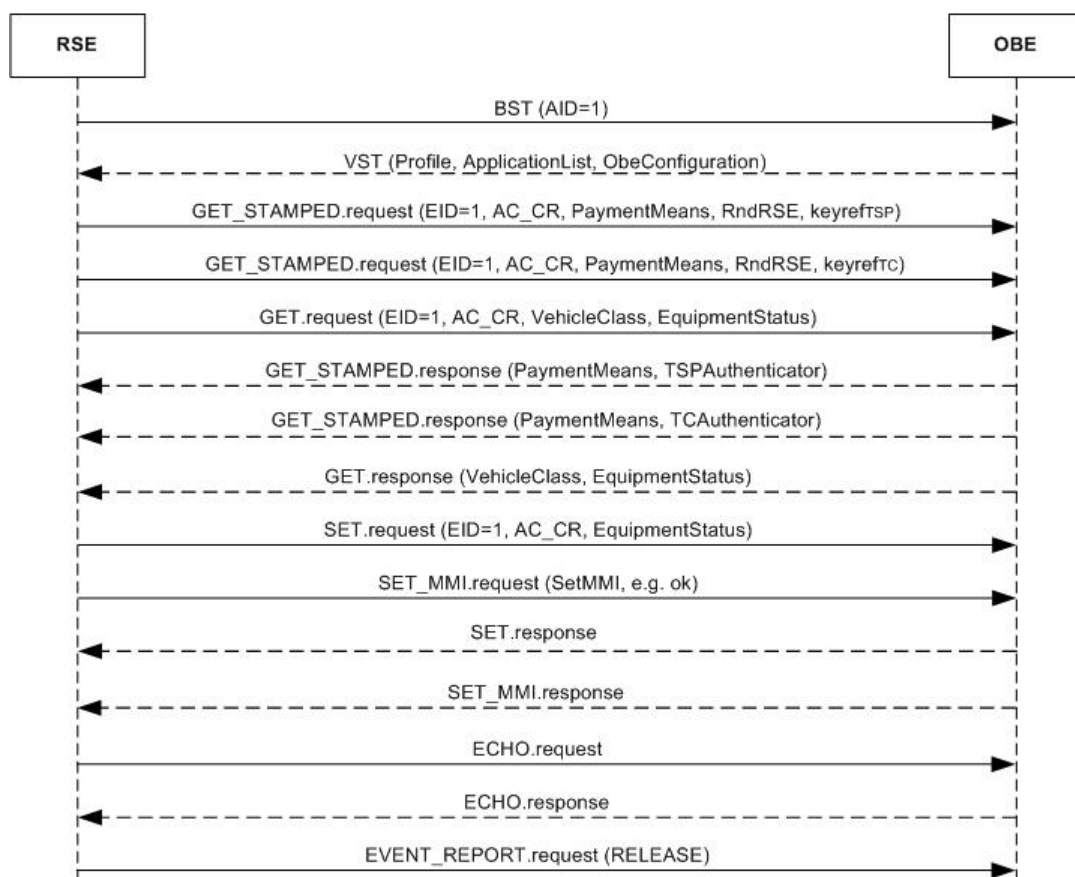 RSE
OBE
BST (AID=1)
VST (Profile, ApplicationList, ObeConfiguration)
GET_STAMPED.request (EID=1, AC_CR, PaymentMeans, RndRSE, keyrefTSP)
GET_STAMPED.request (EID=1, AC_CR, PaymentMeans, RndRSE, keyrefTC)
GET.request (EID=1, AC_CR, VehicleClass, EquipmentStatus)
GET_STAMPED.response (PaymentMeans, TSPAuthenticator)
GET_STAMPED.response (PaymentMeans, TCAuthenticator)
GET.response (VehicleClass, EquipmentStatus)
SET.request (EID=1, AC_CR, EquipmentStatus)
SET_MMI.request (SetMMI, e.g. ok)
SET.response
SET_MMI.response
ECHO.request
ECHO.response
EVENT_REPORT.request (RELEASE)